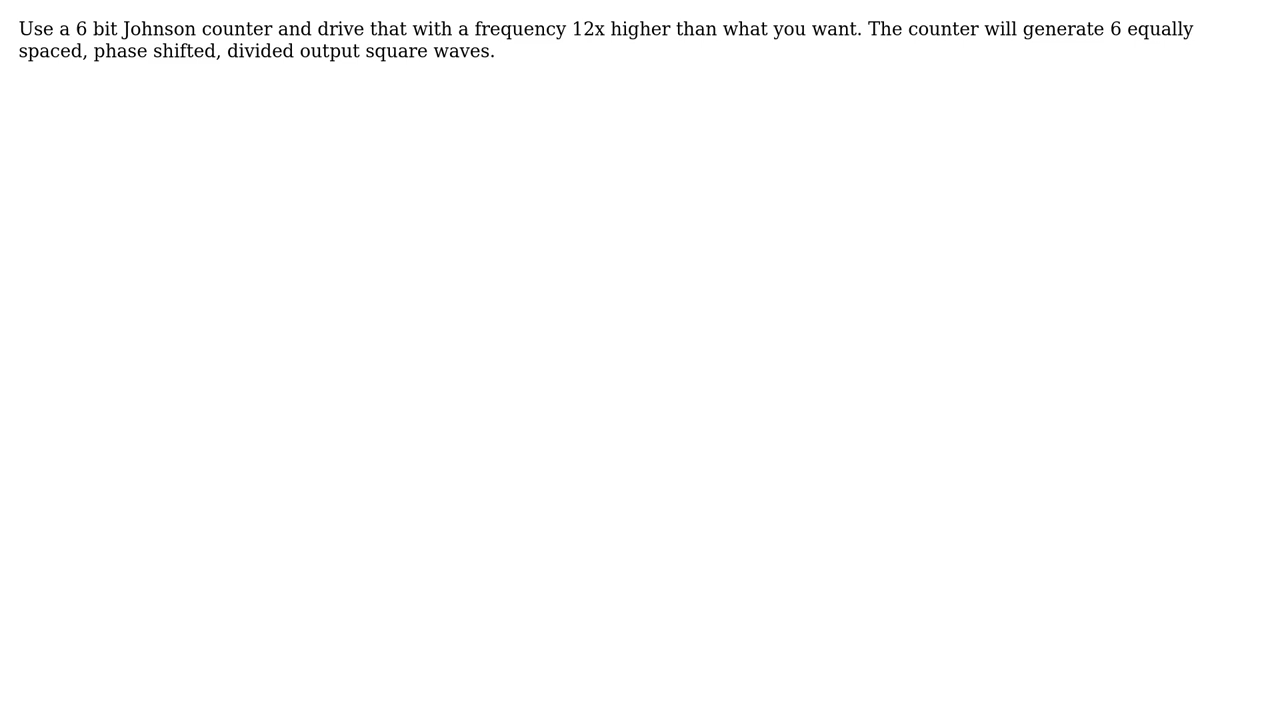 Use a 6 bit Johnson counter and drive that with a frequency 12x higher than what you want. The counter will generate 6 equally
spaced, phase shifted, divided output square waves.